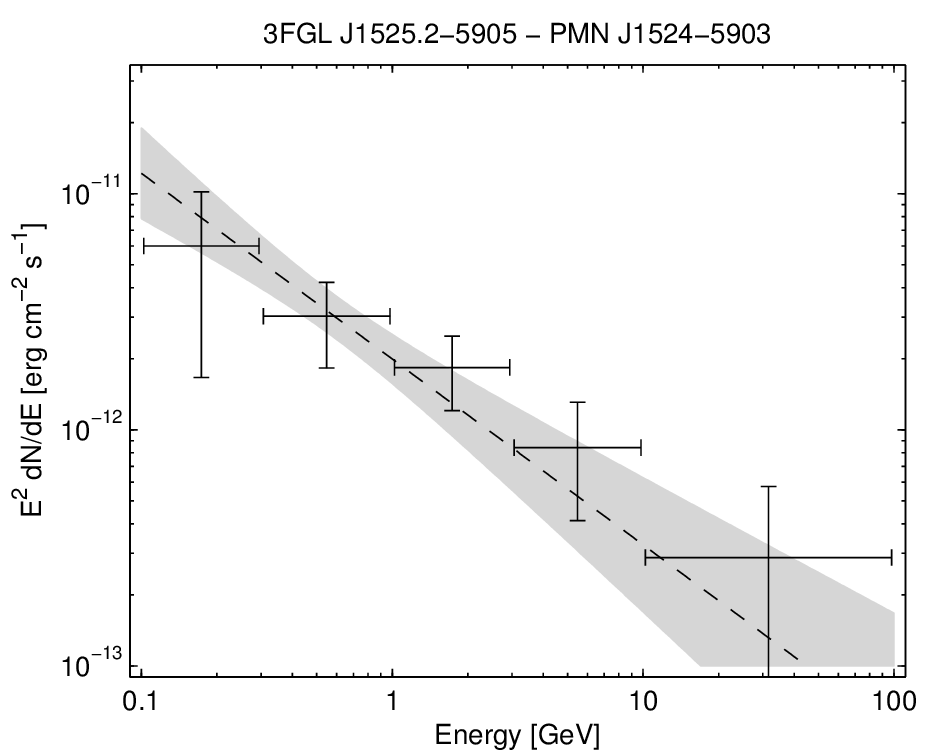 3FGL J1525.2−5905 − PMN J1524−5903
E² dN/dE [erg cm⁻² s⁻¹]
10⁻¹¹
10⁻¹²
10⁻¹³
0.1 1 10 100
Energy [GeV]